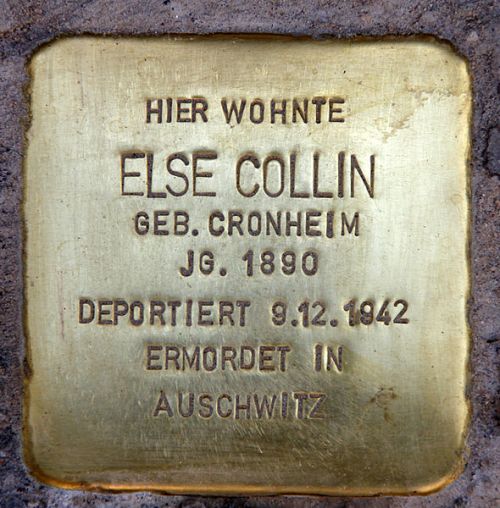 HIER WOHNTE
ELSE COLLIN
GEB. CRONHEIM
JG. 1890
DEPORTIERT 9.12.1942
ERMORDET IN
AUSCHWITZ